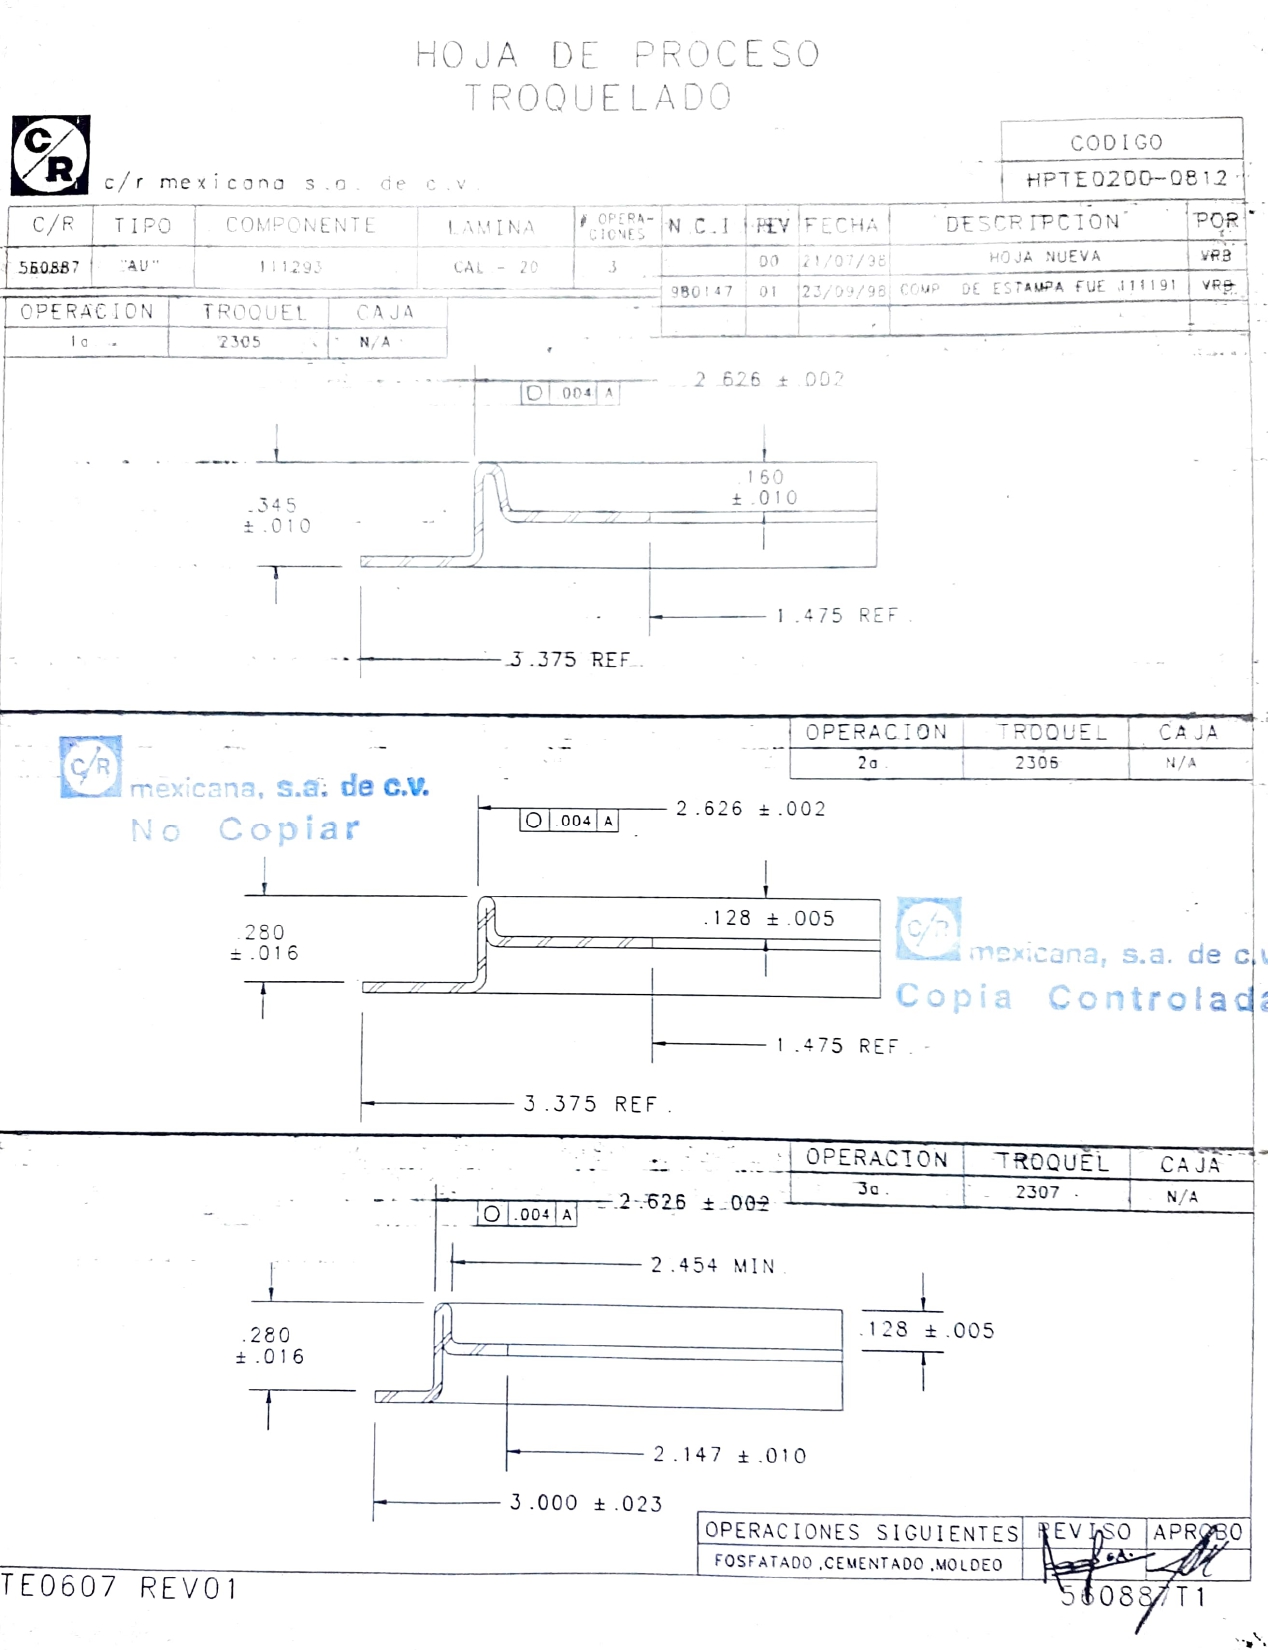 HOJA DE PROCESO
TROQUELADO
C/R
c/r mexicana s.a. de c.v.
CODIGO
HPTE0200-0812
C/R TIPO COMPONENTE LAMINA # OPERA-CIONES N.C.I REV FECHA DESCRIPCION POR
560887 "AU" 111293 CAL - 20 3 00 21/07/98 HOJA NUEVA VRB
980147 01 23/09/98 COMP DE ESTAMPA FUE 111191 VRB
OPERACION TROQUEL CAJA
1a 2305 N/A
2.626 ± .002
.004 A
.345 ± .010
.160 ± .010
1.475 REF.
3.375 REF.
OPERACION TROQUEL CAJA
2a. 2306 N/A
C/R mexicana, s.a. de c.v.
No Copiar
2.626 ± .002
.004 A
.280 ± .016
.128 ± .005
C/R mexicana, s.a. de c.v
Copia Controlada
1.475 REF.
3.375 REF.
OPERACION TROQUEL CAJA
3a. 2307 N/A
2.626 ± .002
.004 A
2.454 MIN.
.280 ± .016
.128 ± .005
2.147 ± .010
3.000 ± .023
OPERACIONES SIGUIENTES REVISO APROBO
FOSFATADO,CEMENTADO,MOLDEO
TE0607 REV01
560887T1